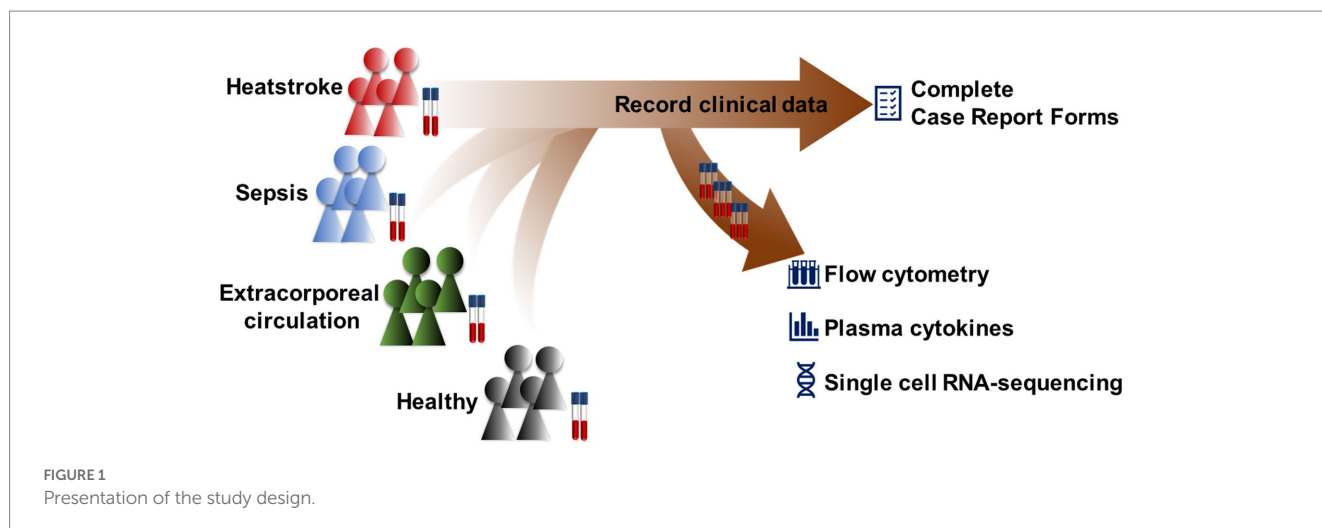 Heatstroke
Record clinical data
Complete
Case Report Forms
Sepsis
Extracorporeal
circulation
Healthy
Flow cytometry
Plasma cytokines
Single cell RNA-sequencing
FIGURE 1
Presentation of the study design.